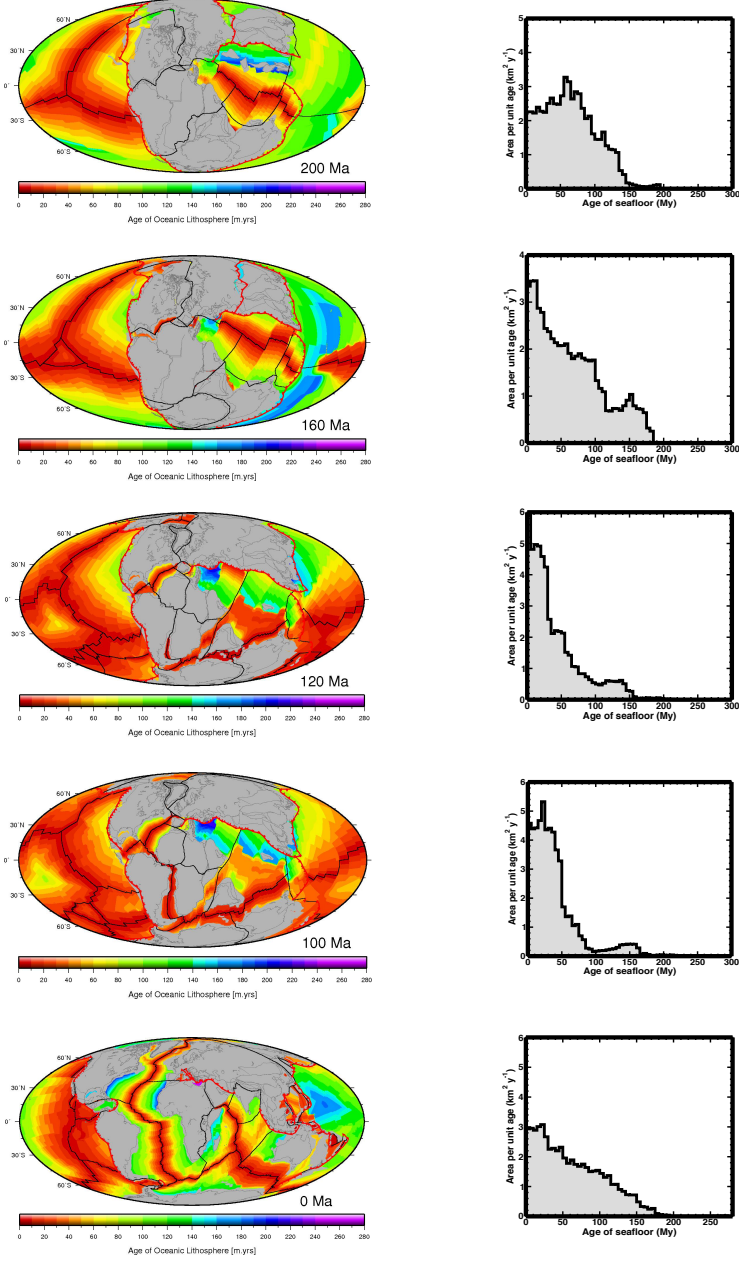 30˚N
0˚
30˚S
60˚S
200 Ma
0 20 40 60 80 100 120 140 160 180 200 220 240 260 280
Age of Oceanic Lithosphere [m.yrs]
5
4
3
2
1
0
Area per unit age (km2 y-1)
0 50 100 150 200 250 300
Age of seafloor (My)
60˚N
30˚N
0˚
30˚S
60˚S
160 Ma
0 20 40 60 80 100 120 140 160 180 200 220 240 260 280
Age of Oceanic Lithosphere [m.yrs]
4
3
2
1
0
Area per unit age (km2 y-1)
0 50 100 150 200 250 300
Age of seafloor (My)
60˚N
30˚N
0˚
30˚S
60˚S
120 Ma
0 20 40 60 80 100 120 140 160 180 200 220 240 260 280
Age of Oceanic Lithosphere [m.yrs]
6
5
4
3
2
1
0
Area per unit age (km2 y-1)
0 50 100 150 200 250 300
Age of seafloor (My)
60˚N
30˚N
0˚
30˚S
60˚S
100 Ma
0 20 40 60 80 100 120 140 160 180 200 220 240 260 280
Age of Oceanic Lithosphere [m.yrs]
6
5
4
3
2
1
0
Area per unit age (km2 y-1)
0 50 100 150 200 250 300
Age of seafloor (My)
60˚N
30˚N
0˚
30˚S
60˚S
0 Ma
0 20 40 60 80 100 120 140 160 180 200 220 240 260 280
Age of Oceanic Lithosphere [m.yrs]
6
5
4
3
2
1
0
Area per unit age (km2 y-1)
0 50 100 150 200 250
Age of seafloor (My)